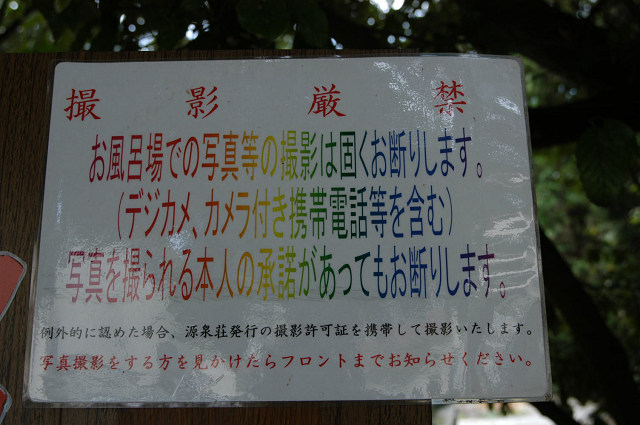 撮影厳禁
お風呂場での写真等の撮影は固くお断りします。
(デジカメ、カメラ付き携帯電話等を含む)
写真を撮られる本人の承諾があってもお断りします。
例外的に認めた場合、源泉荘発行の撮影許可証を携帯して撮影いたします。
写真撮影をする方を見かけたらフロントまでお知らせください。